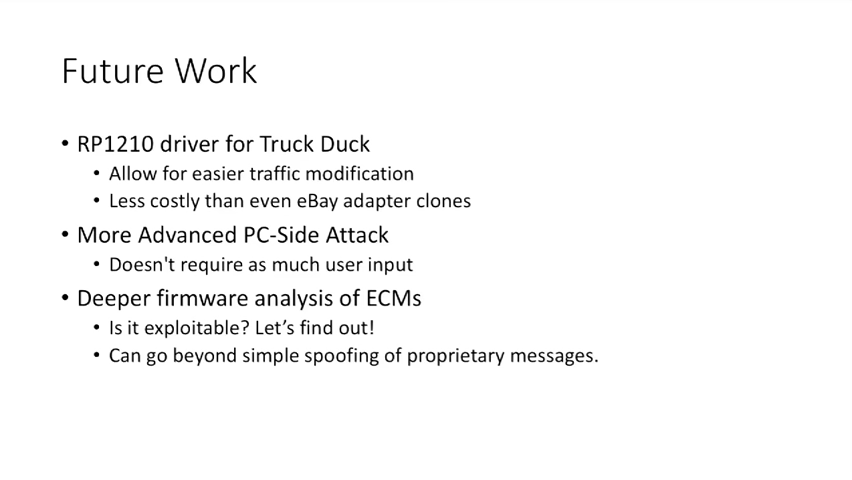 Future Work
• RP1210 driver for Truck Duck
• Allow for easier traffic modification
• Less costly than even eBay adapter clones
• More Advanced PC-Side Attack
• Doesn't require as much user input
• Deeper firmware analysis of ECMs
• Is it exploitable? Let’s find out!
• Can go beyond simple spoofing of proprietary messages.